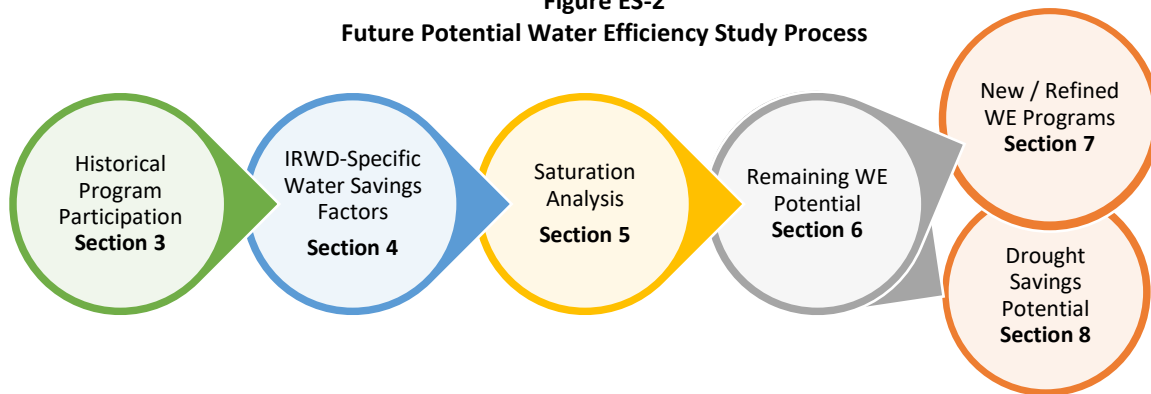 Figure ES-2
Future Potential Water Efficiency Study Process
Historical
Program
Participation
Section 3
IRWD-Specific
Water Savings
Factors
Section 4
Saturation
Analysis
Section 5
Remaining WE
Potential
Section 6
New / Refined
WE Programs
Section 7
Drought
Savings
Potential
Section 8